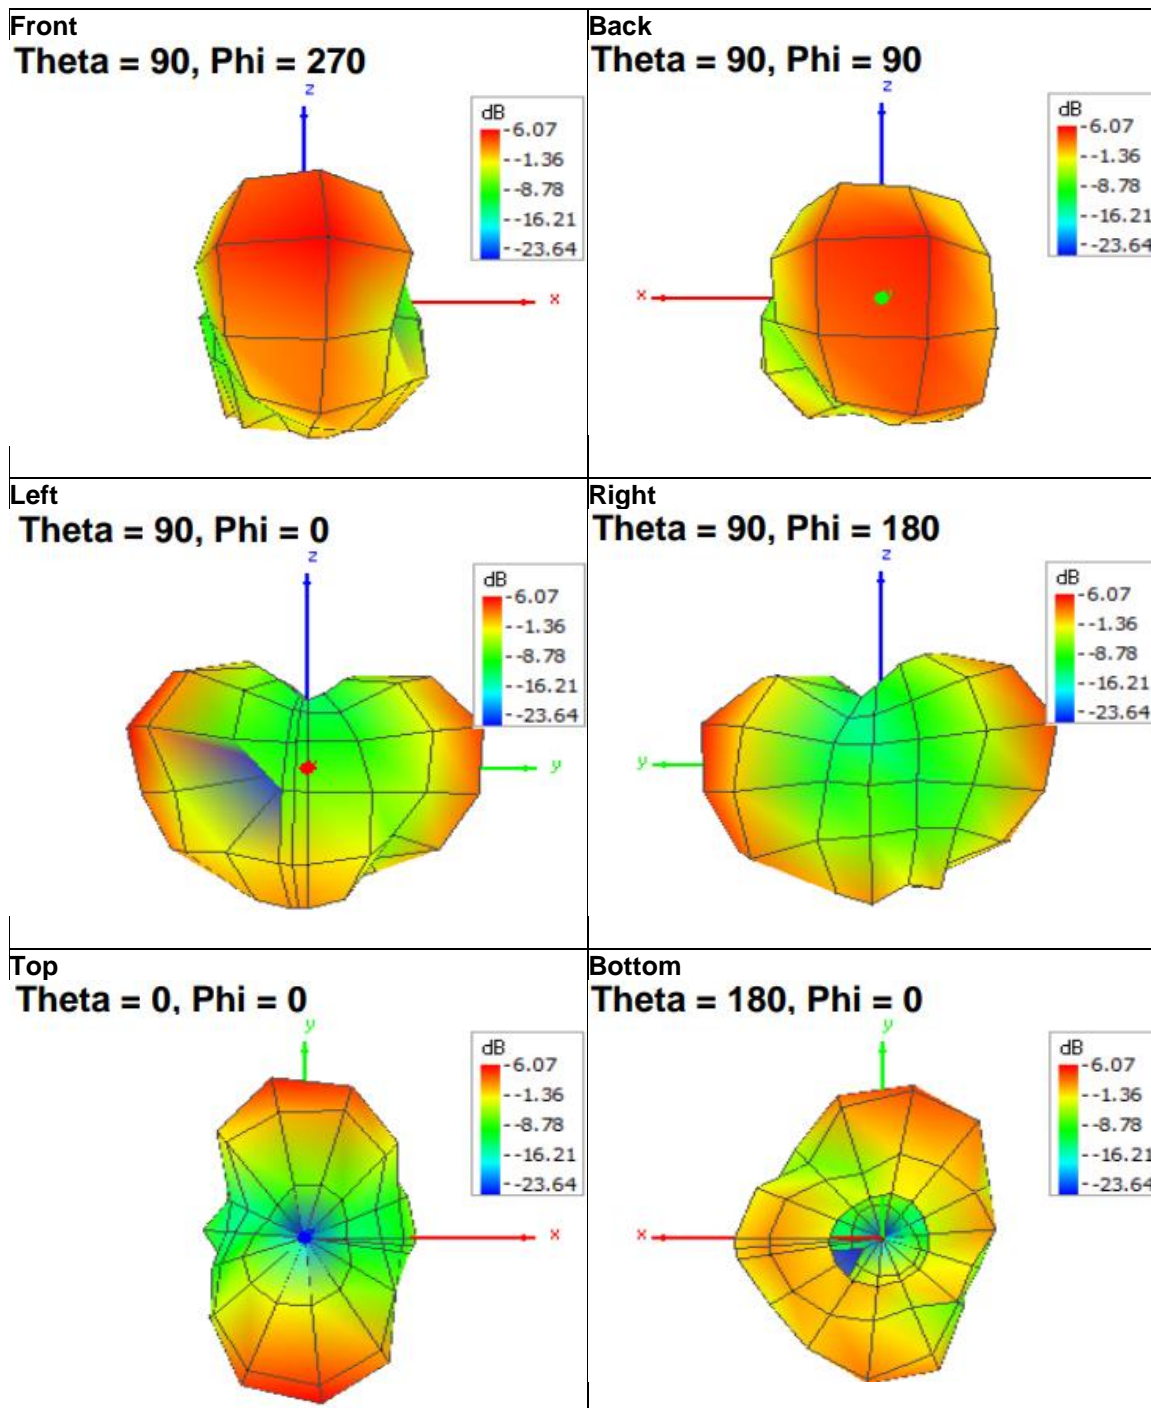 Front
Theta = 90, Phi = 270
z
dB
-6.07
--1.36
--8.78
--16.21
--23.64
x
Back
Theta = 90, Phi = 90
z
dB
-6.07
--1.36
--8.78
--16.21
--23.64
x
Left
Theta = 90, Phi = 0
z
dB
-6.07
--1.36
--8.78
--16.21
--23.64
y
Right
Theta = 90, Phi = 180
z
dB
-6.07
--1.36
--8.78
--16.21
--23.64
y
Top
Theta = 0, Phi = 0
y
dB
-6.07
--1.36
--8.78
--16.21
--23.64
x
Bottom
Theta = 180, Phi = 0
y
dB
-6.07
--1.36
--8.78
--16.21
--23.64
x